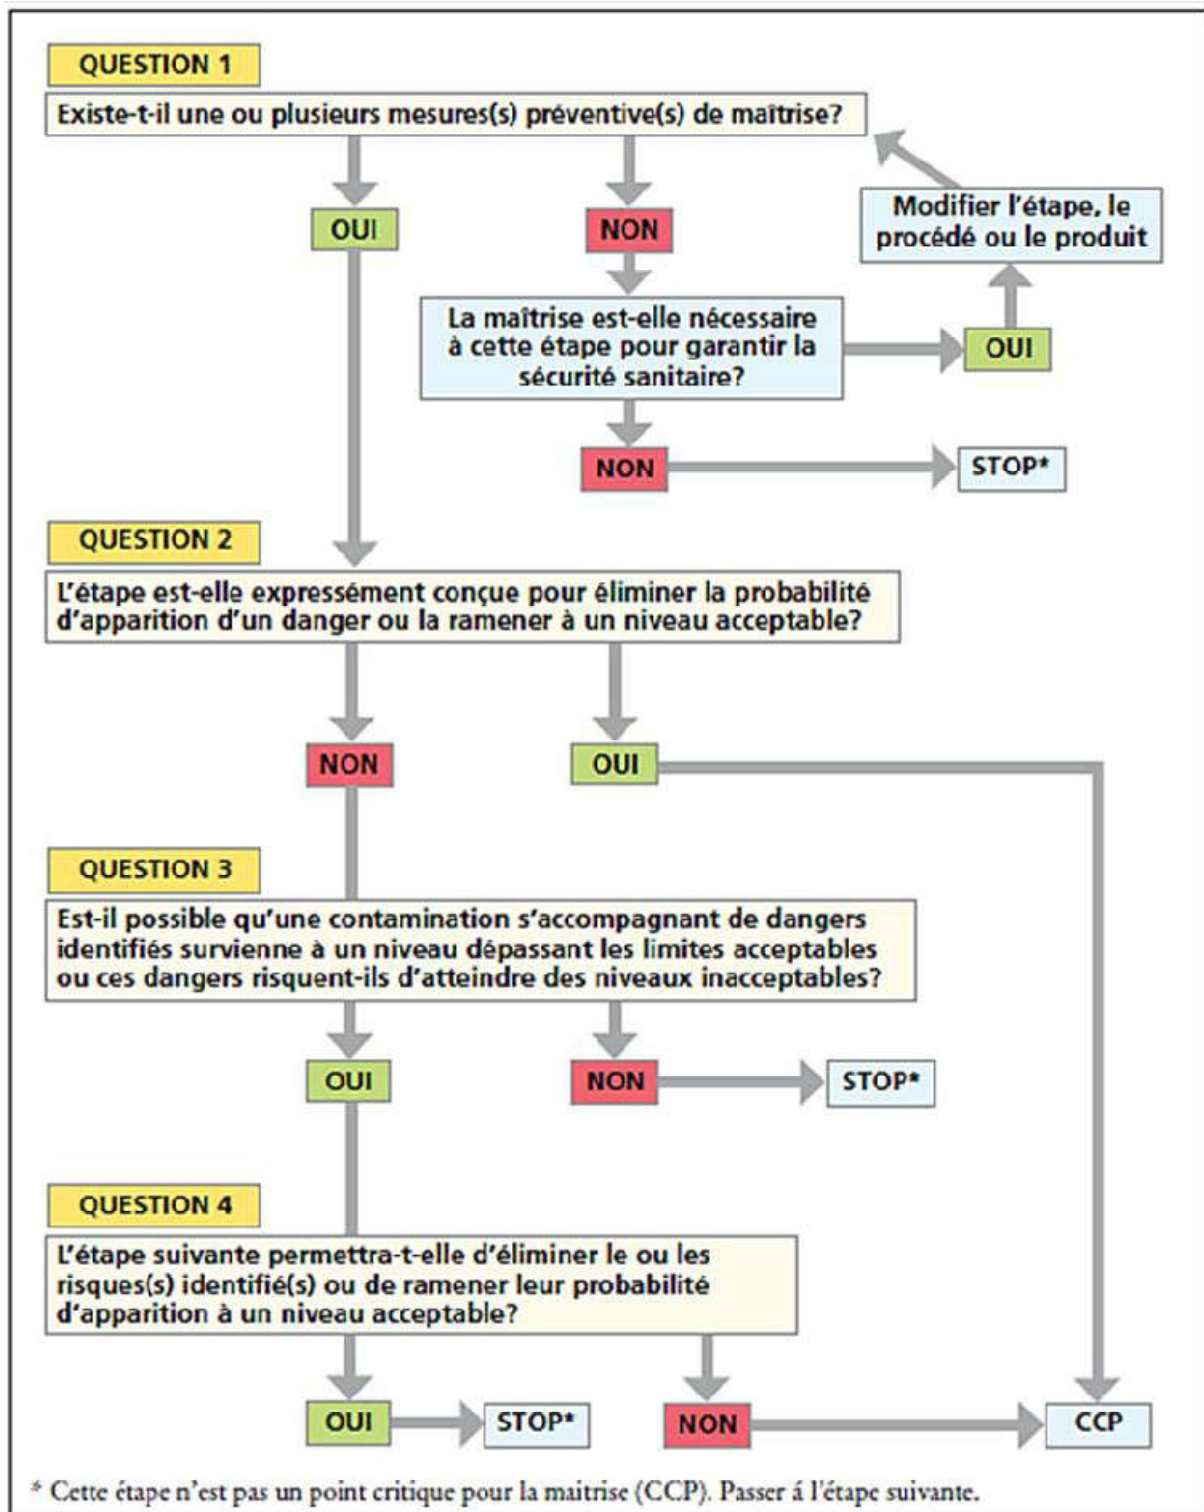 QUESTION 1
Existe-t-il une ou plusieurs mesures(s) préventive(s) de maîtrise?
OUI
NON
Modifier l'étape, le
procédé ou le produit
La maîtrise est-elle nécessaire
à cette étape pour garantir la
sécurité sanitaire?
OUI
NON
STOP*
QUESTION 2
L'étape est-elle expressément conçue pour éliminer la probabilité
d'apparition d'un danger ou la ramener à un niveau acceptable?
NON
OUI
QUESTION 3
Est-il possible qu'une contamination s'accompagnant de dangers
identifiés survienne à un niveau dépassant les limites acceptables
ou ces dangers risquent-ils d'atteindre des niveaux inacceptables?
OUI
NON
STOP*
QUESTION 4
L'étape suivante permettra-t-elle d'éliminer le ou les
risques(s) identifié(s) ou de ramener leur probabilité
d'apparition à un niveau acceptable?
OUI
STOP*
NON
CCP
* Cette étape n'est pas un point critique pour la maitrise (CCP). Passer á l'étape suivante.